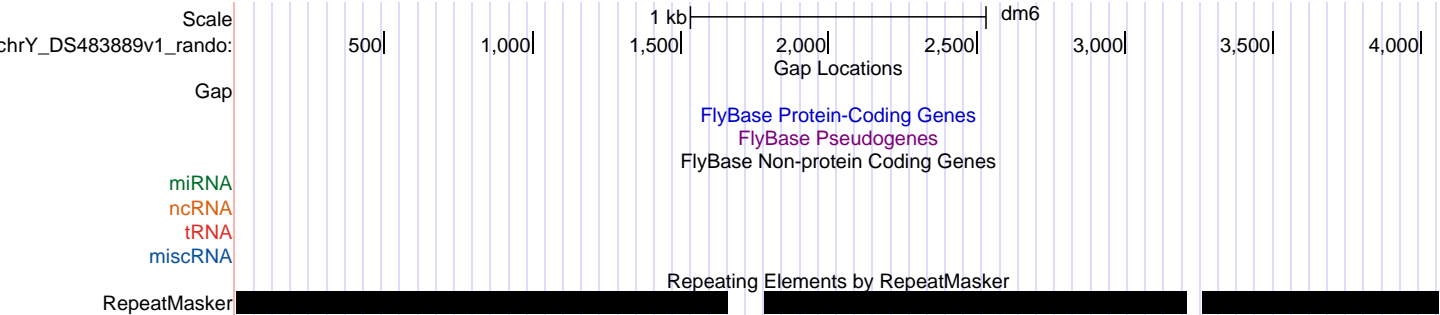 Scale 1 kb dm6
chrY_DS483889v1_rando: 500 1,000 1,500 2,000 2,500 3,000 3,500 4,000
Gap Locations
Gap
FlyBase Protein-Coding Genes
FlyBase Pseudogenes
FlyBase Non-protein Coding Genes
miRNA
ncRNA
tRNA
miscRNA
Repeating Elements by RepeatMasker
RepeatMasker